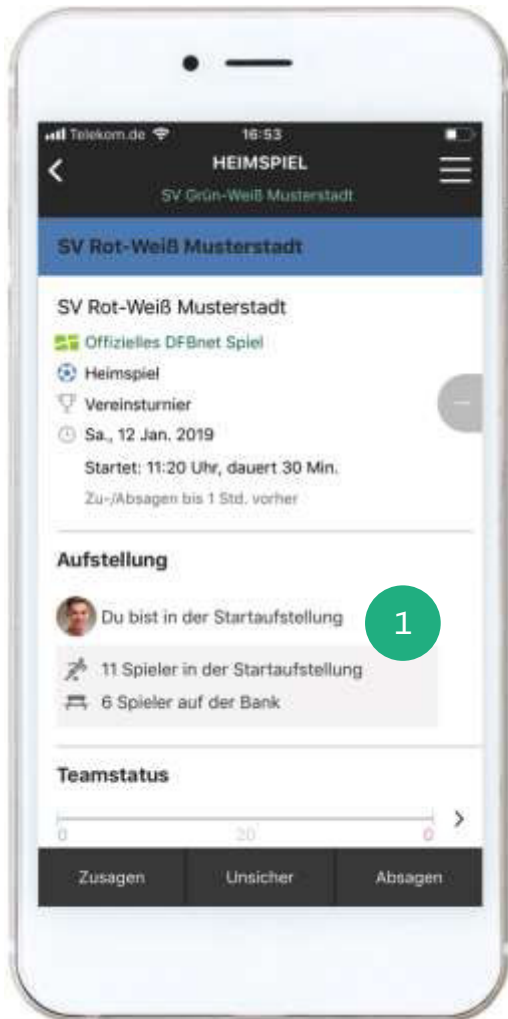 Telekom.de
16:53
HEIMSPIEL
SV Grün-Weiß Musterstadt
SV Rot-Weiß Musterstadt
SV Rot-Weiß Musterstadt
Offizielles DFBnet Spiel
Heimspiel
Vereinsturnier
Sa., 12 Jan. 2019
Startet: 11:20 Uhr, dauert 30 Min.
Zu-/Absagen bis 1 Std. vorher
Aufstellung
Du bist in der Startaufstellung
1
11 Spieler in der Startaufstellung
6 Spieler auf der Bank
Teamstatus
0 20 0
Zusagen Unsicher Absagen